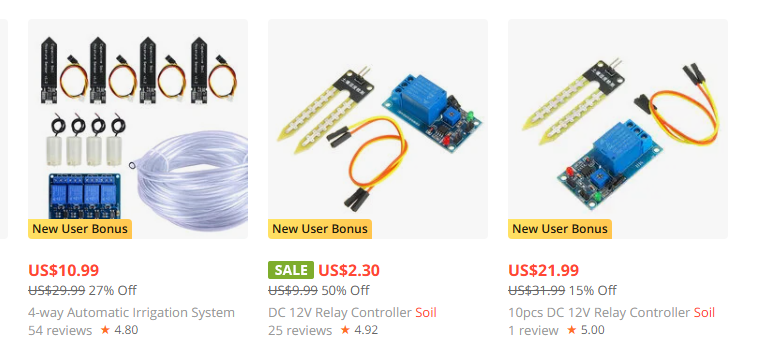 New User Bonus
US$10.99
US$29.99 27% Off
4-way Automatic Irrigation System
54 reviews ★ 4.80
New User Bonus
SALE US$2.30
US$9.99 50% Off
DC 12V Relay Controller Soil
25 reviews ★ 4.92
New User Bonus
US$21.99
US$31.99 15% Off
10pcs DC 12V Relay Controller Soil
1 review ★ 5.00